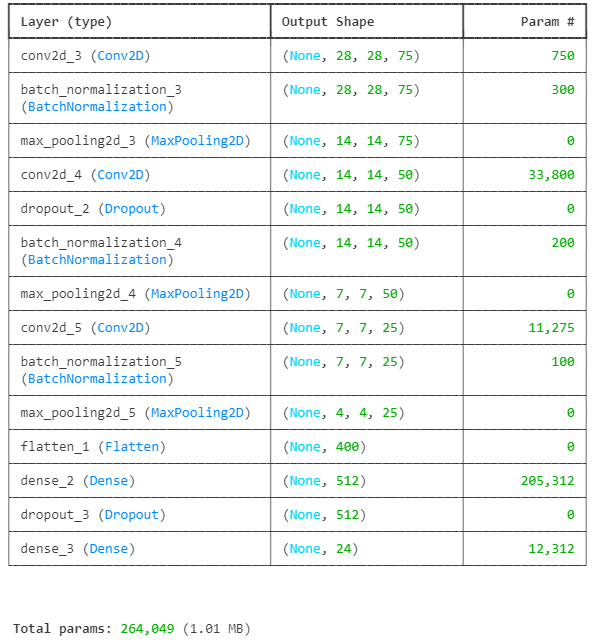 Layer (type) Output Shape Param #
conv2d_3 (Conv2D) (None, 28, 28, 75) 750
batch_normalization_3 (None, 28, 28, 75) 300
(BatchNormalization)
max_pooling2d_3 (MaxPooling2D) (None, 14, 14, 75) 0
conv2d_4 (Conv2D) (None, 14, 14, 50) 33,800
dropout_2 (Dropout) (None, 14, 14, 50) 0
batch_normalization_4 (None, 14, 14, 50) 200
(BatchNormalization)
max_pooling2d_4 (MaxPooling2D) (None, 7, 7, 50) 0
conv2d_5 (Conv2D) (None, 7, 7, 25) 11,275
batch_normalization_5 (None, 7, 7, 25) 100
(BatchNormalization)
max_pooling2d_5 (MaxPooling2D) (None, 4, 4, 25) 0
flatten_1 (Flatten) (None, 400) 0
dense_2 (Dense) (None, 512) 205,312
dropout_3 (Dropout) (None, 512) 0
dense_3 (Dense) (None, 24) 12,312
Total params: 264,049 (1.01 MB)